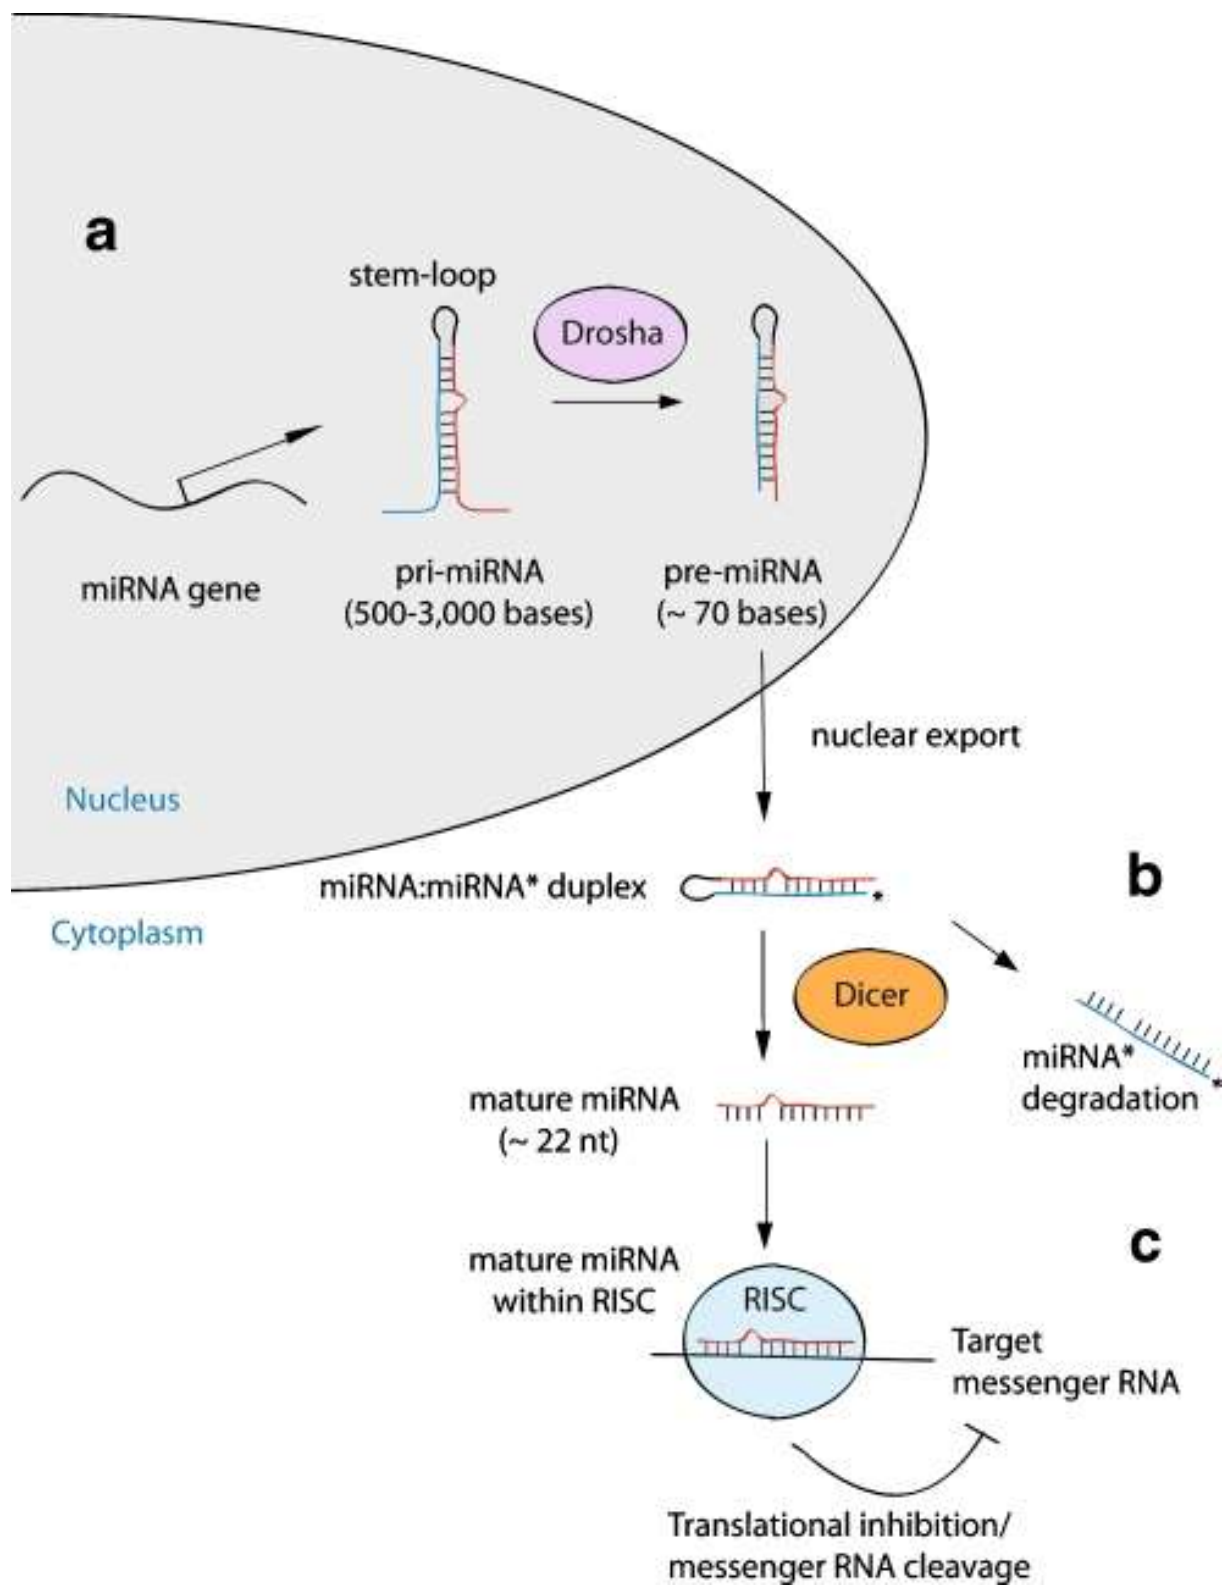 a
stem-loop
Drosha
miRNA gene
pri-miRNA
(500-3,000 bases)
pre-miRNA
(~ 70 bases)
nuclear export
Nucleus
Cytoplasm
miRNA:miRNA* duplex
*
b
Dicer
miRNA*
degradation
*
mature miRNA
(~ 22 nt)
c
mature miRNA
within RISC
RISC
Target
messenger RNA
Translational inhibition/
messenger RNA cleavage